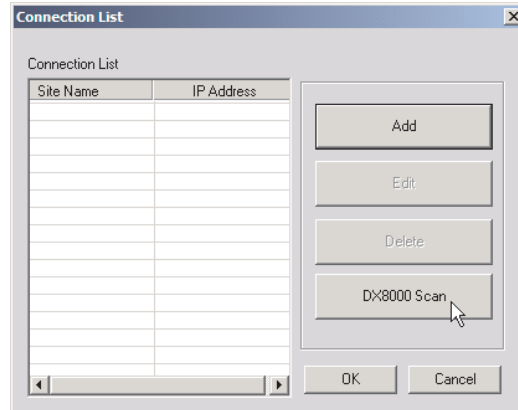 Connection List
Connection List
Site Name IP Address
Add
Edit
Delete
DX8000 Scan
OK Cancel